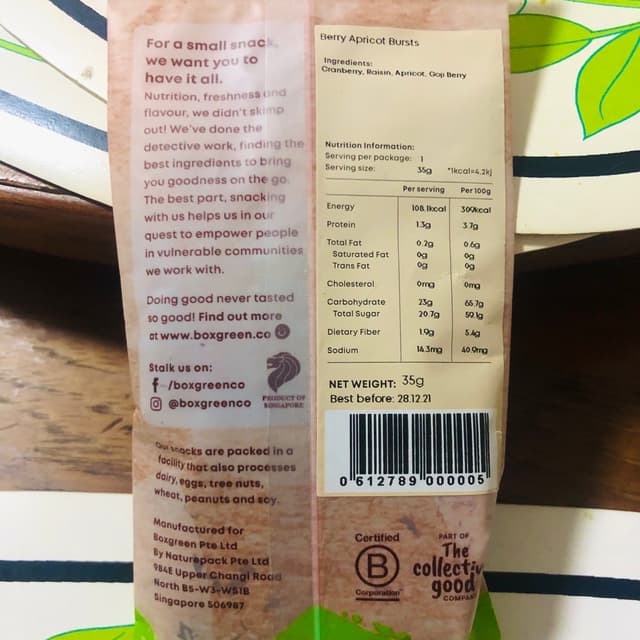 For a small snack,
we want you to
have it all.
Nutrition, freshness and
flavour, we didn't skimp
out! We've done the
detective work, finding the
best ingredients to bring
you goodness on the go.
The best part, snacking
with us helps us in our
quest to empower people
in vulnerable communities
we work with.
Doing good never tasted
so good! Find out more
at www.boxgreen.co
Stalk us on:
f /boxgreenco
@boxgreenco
PRODUCT OF
SINGAPORE
Our snacks are packed in a
facility that also processes
dairy, eggs, tree nuts,
wheat, peanuts and soy.
Manufactured for
Boxgreen Pte Ltd
By Naturepack Pte Ltd
984E Upper Changi Road
North B5-W3-WS1B
Singapore 506987
Berry Apricot Bursts
Ingredients:
Cranberry, Raisin, Apricot, Goji Berry
Nutrition Information:
Serving per package: 1
Serving size: 35g *1kcal=4.2kj
Per serving Per 100g
Energy 108.1kcal 309kcal
Protein 1.3g 3.7g
Total Fat 0.2g 0.6g
Saturated Fat 0g 0g
Trans Fat 0g 0g
Cholesterol 0mg 0mg
Carbohydrate 23g 65.7g
Total Sugar 20.7g 59.1g
Dietary Fiber 1.9g 5.4g
Sodium 14.3mg 40.9mg
NET WEIGHT: 35g
Best before: 28.12.21
0 612789 000005
Certified
B
Corporation
PART OF
The
collective
good
COMPANY